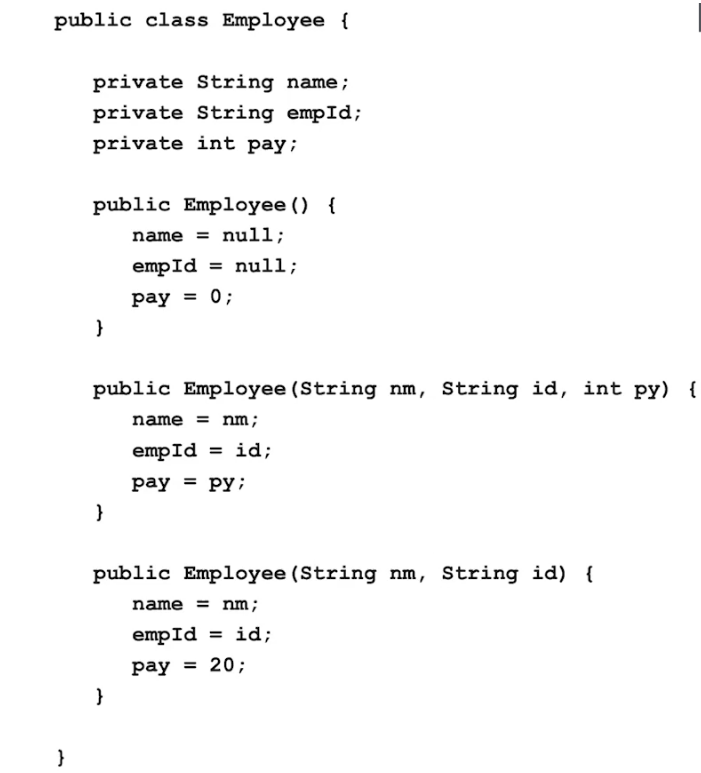 public class Employee {
private String name;
private String empId;
private int pay;
public Employee() {
name = null;
empId = null;
pay = 0;
}
public Employee(String nm, String id, int py) {
name = nm;
empId = id;
pay = py;
}
public Employee(String nm, String id) {
name = nm;
empId = id;
pay = 20;
}
}